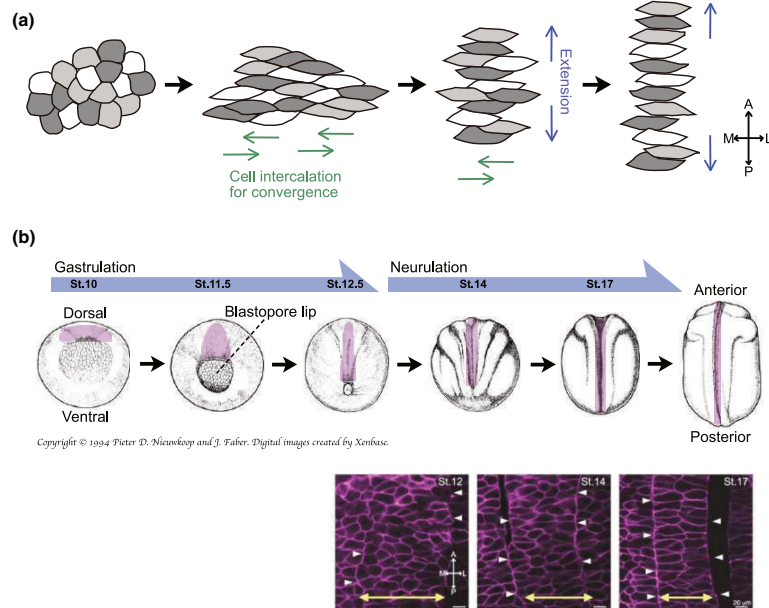 (a)
Extension
Cell intercalation
for convergence
A
M
L
P
(b)
Gastrulation
Neurulation
St.10
St.11.5
St.12.5
St.14
St.17
Blastopore lip
Dorsal
Anterior
Ventral
Posterior
Copyright © 1994 Pieter D. Nieuwkoop and J. Faber. Digital images created by Xenbase.
St.12
St.14
St.17
A
M
L
P
20 μm